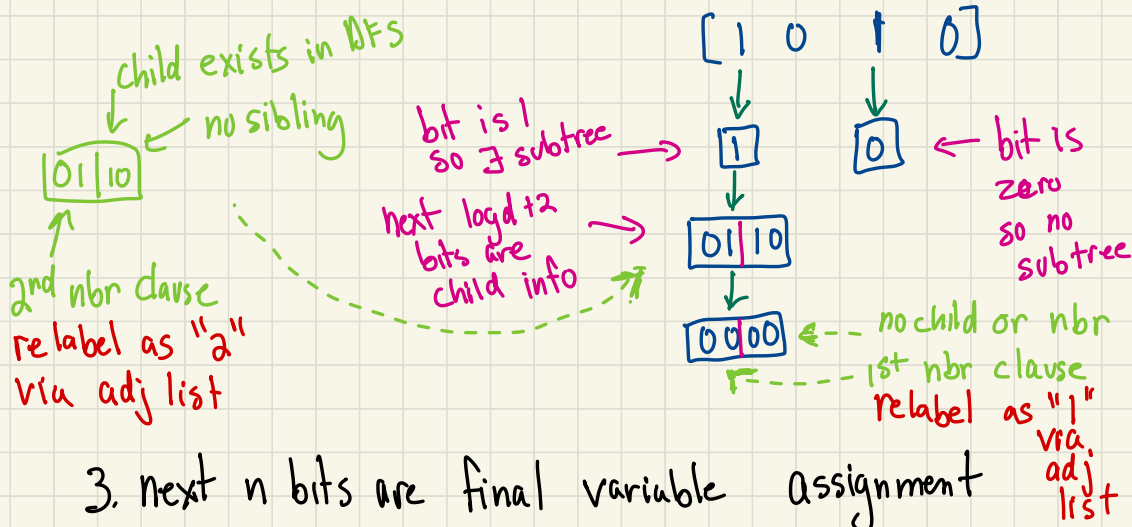 [1 0 1 0]
child exists in DFS
no sibling
01|10
2nd nbr clause
relabel as "2"
via adj list
bit is 1
so ∃ subtree
1
0
bit is
zero
so no
subtree
next logd+2
bits are
child info
01|10
00|00
no child or nbr
1st nbr clause
relabel as "1"
via
adj
list
3. next n bits are final variable assignment